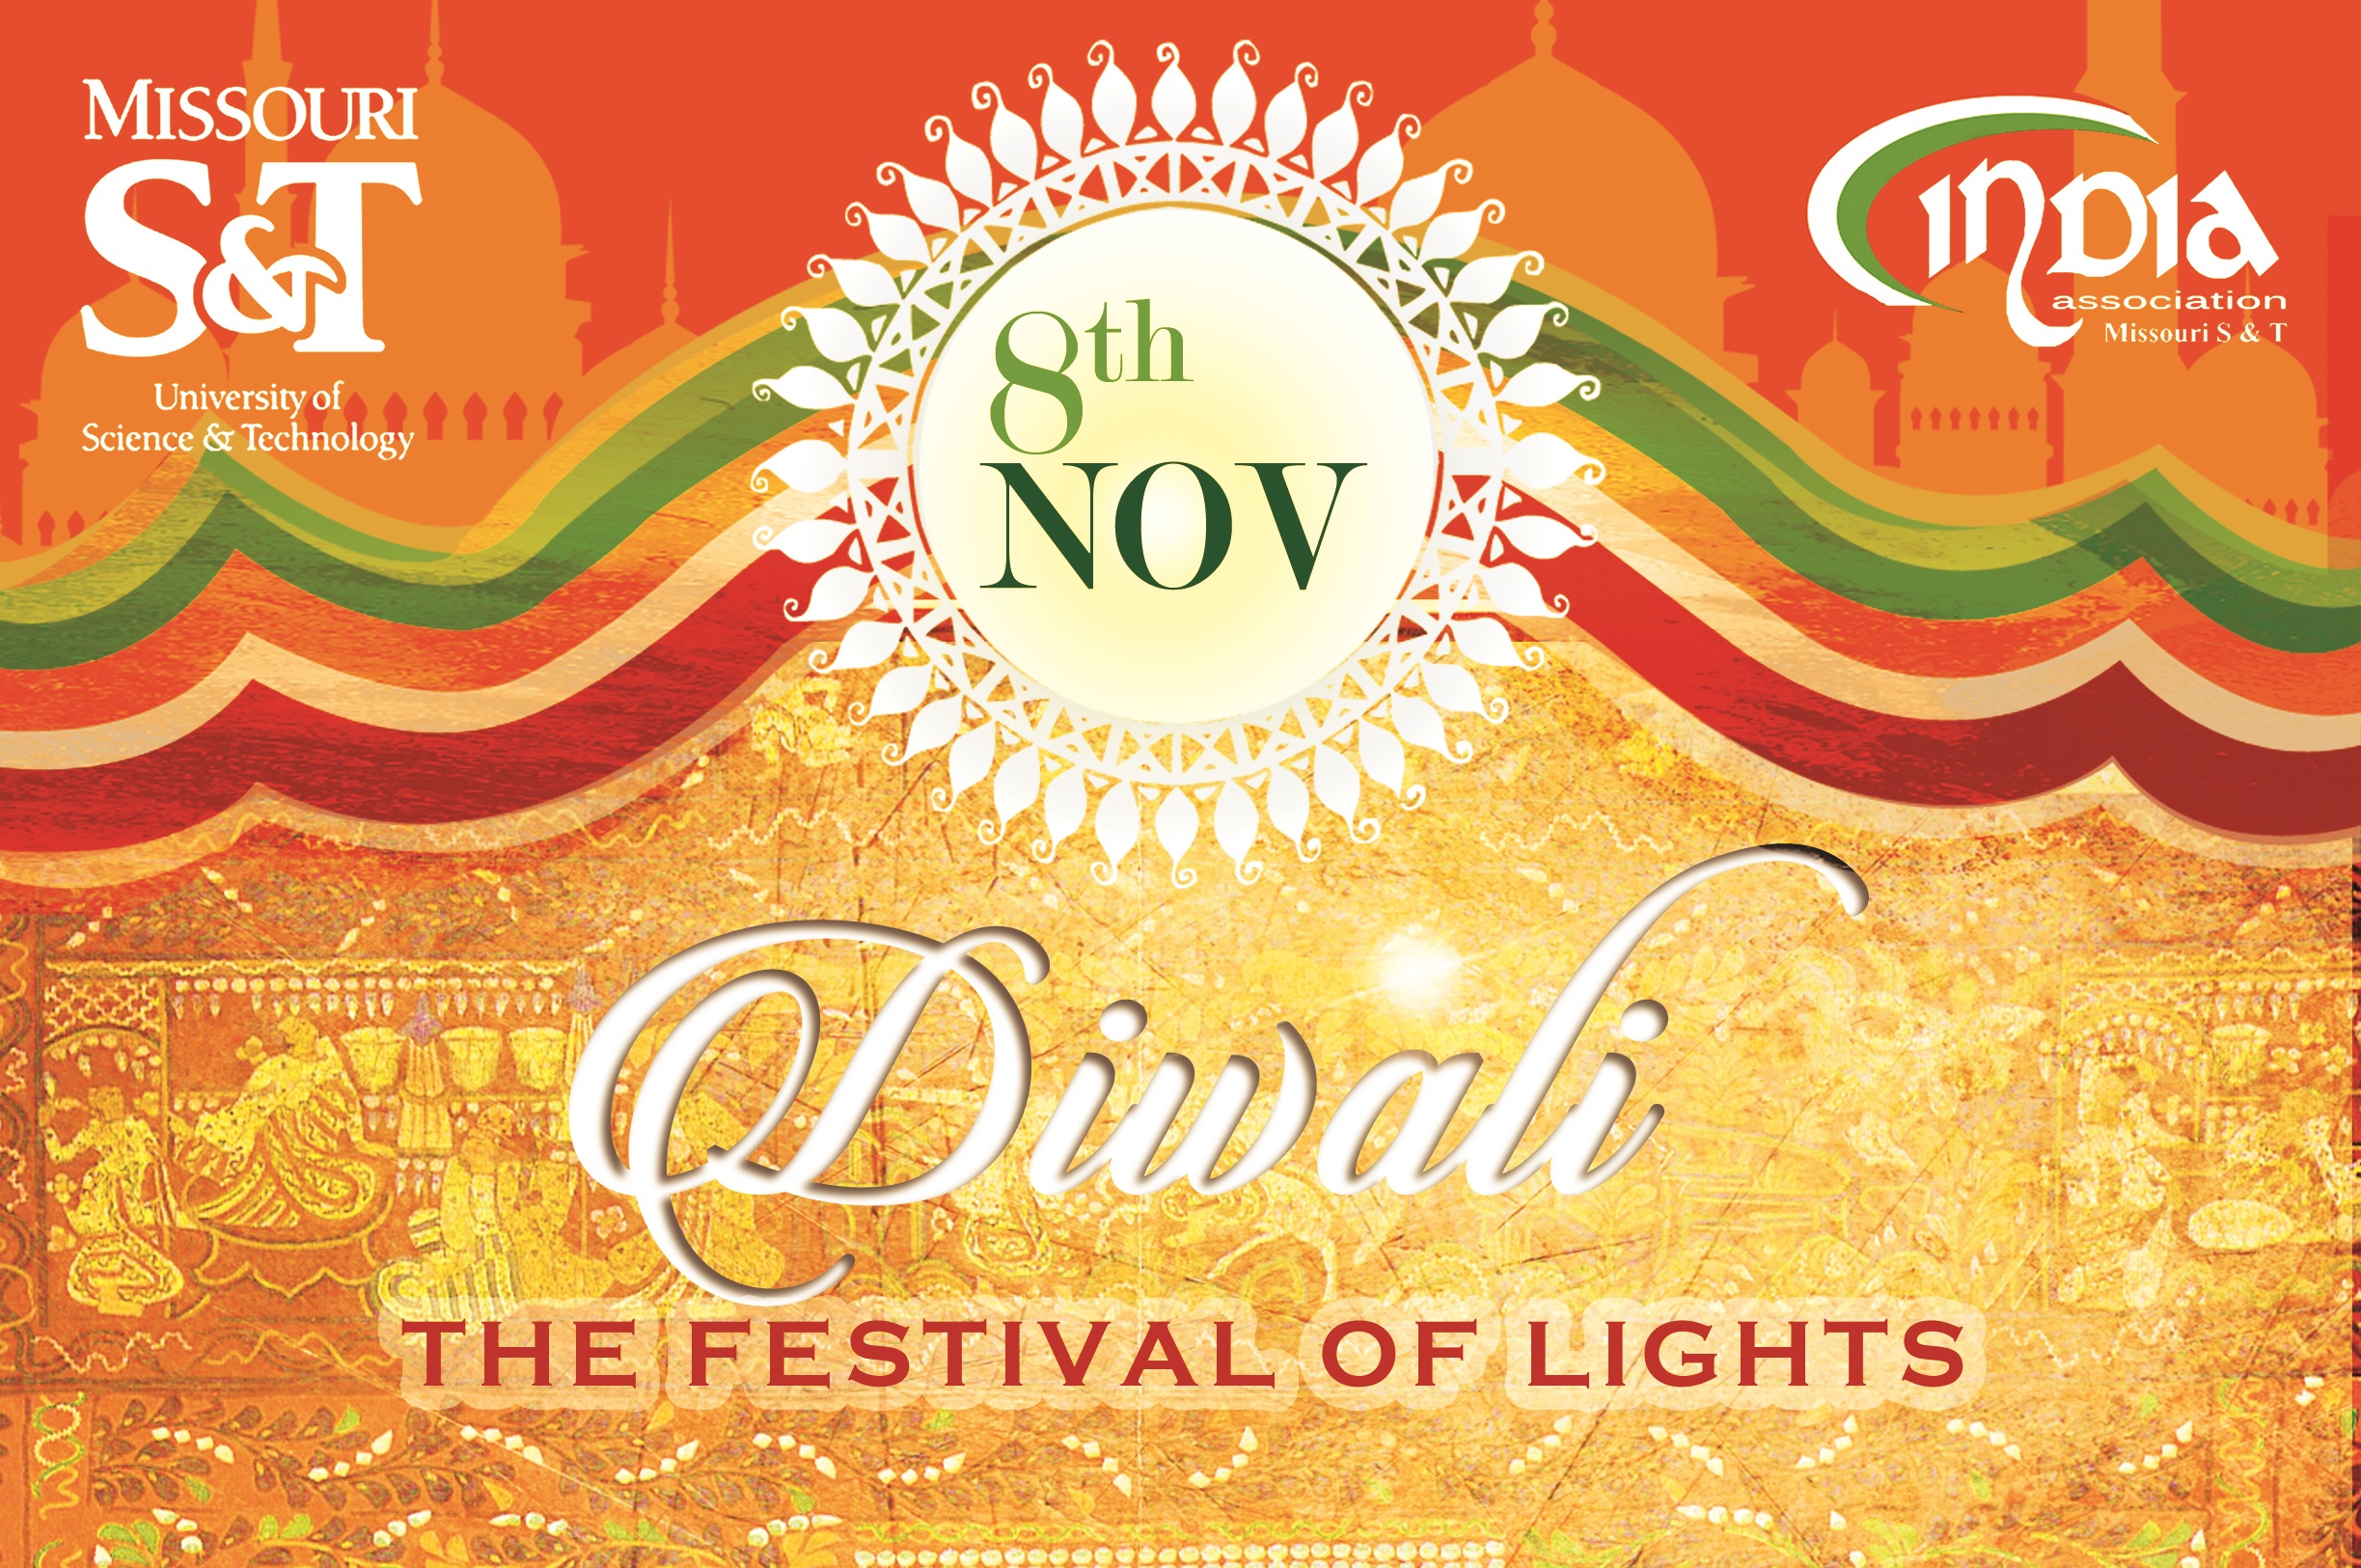 MISSOURI
S&T
University of
Science & Technology
INDIA
association
Missouri S & T
8th
NOV
Diwali
THE FESTIVAL OF LIGHTS